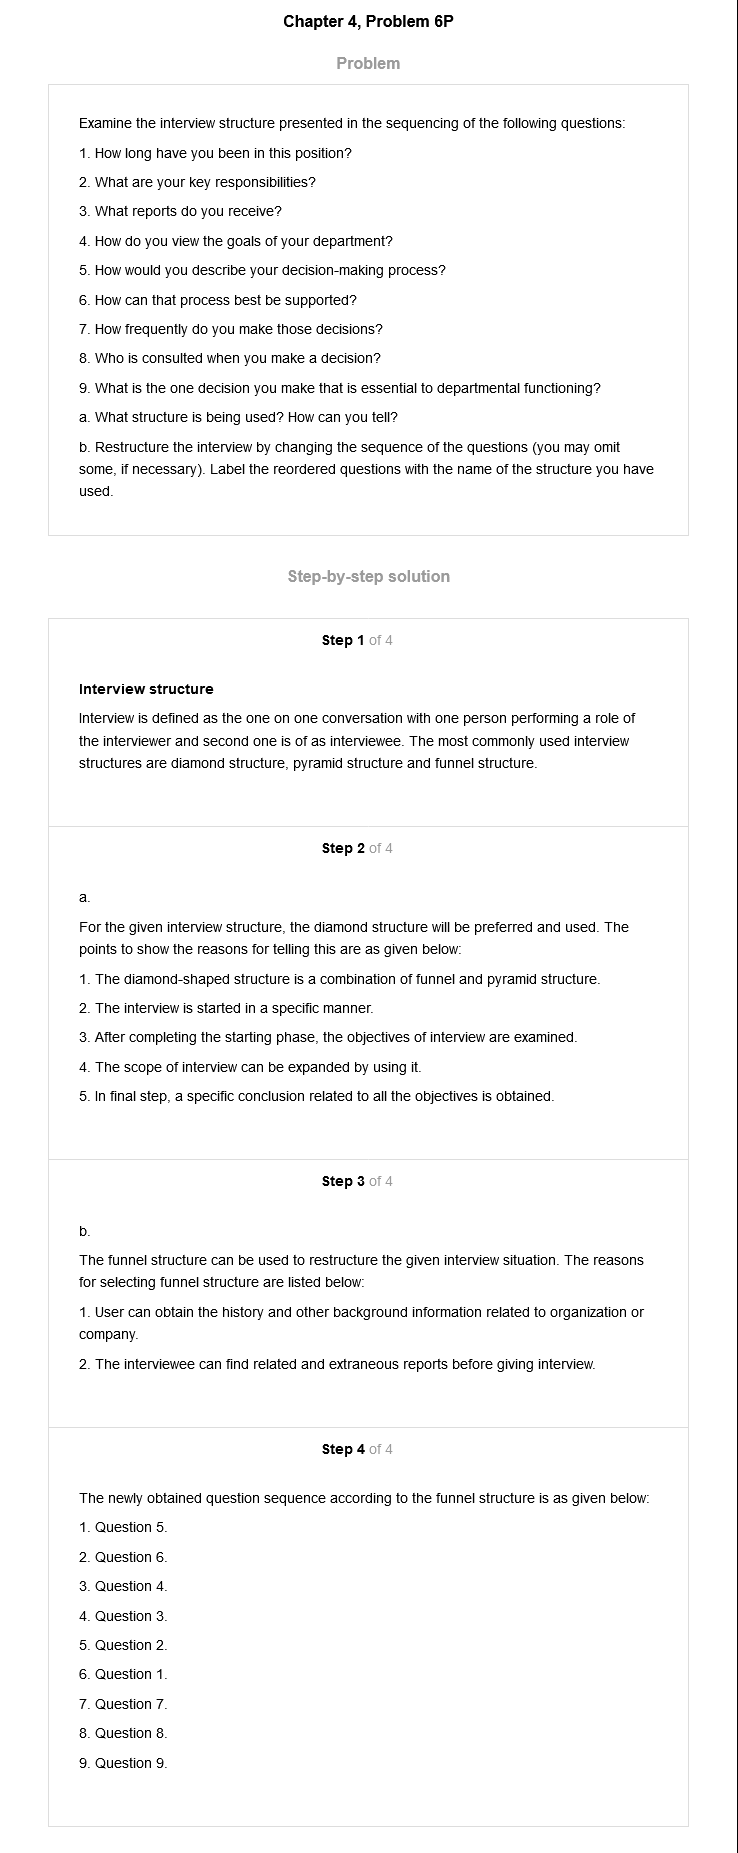 Chapter 4, Problem 6P
Problem
Examine the interview structure presented in the sequencing of the following questions:
1. How long have you been in this position?
2. What are your key responsibilities?
3. What reports do you receive?
4. How do you view the goals of your department?
5. How would you describe your decision-making process?
6. How can that process best be supported?
7. How frequently do you make those decisions?
8. Who is consulted when you make a decision?
9. What is the one decision you make that is essential to departmental functioning?
a. What structure is being used? How can you tell?
b. Restructure the interview by changing the sequence of the questions (you may omit
some, if necessary). Label the reordered questions with the name of the structure you have
used.
Step-by-step solution
Step 1 of 4
Interview structure
Interview is defined as the one on one conversation with one person performing a role of
the interviewer and second one is of as interviewee. The most commonly used interview
structures are diamond structure, pyramid structure and funnel structure.
Step 2 of 4
a.
For the given interview structure, the diamond structure will be preferred and used. The
points to show the reasons for telling this are as given below:
1. The diamond-shaped structure is a combination of funnel and pyramid structure.
2. The interview is started in a specific manner.
3. After completing the starting phase, the objectives of interview are examined.
4. The scope of interview can be expanded by using it.
5. In final step, a specific conclusion related to all the objectives is obtained.
Step 3 of 4
b.
The funnel structure can be used to restructure the given interview situation. The reasons
for selecting funnel structure are listed below:
1. User can obtain the history and other background information related to organization or
company.
2. The interviewee can find related and extraneous reports before giving interview.
Step 4 of 4
The newly obtained question sequence according to the funnel structure is as given below:
1. Question 5.
2. Question 6.
3. Question 4.
4. Question 3.
5. Question 2.
6. Question 1.
7. Question 7.
8. Question 8.
9. Question 9.